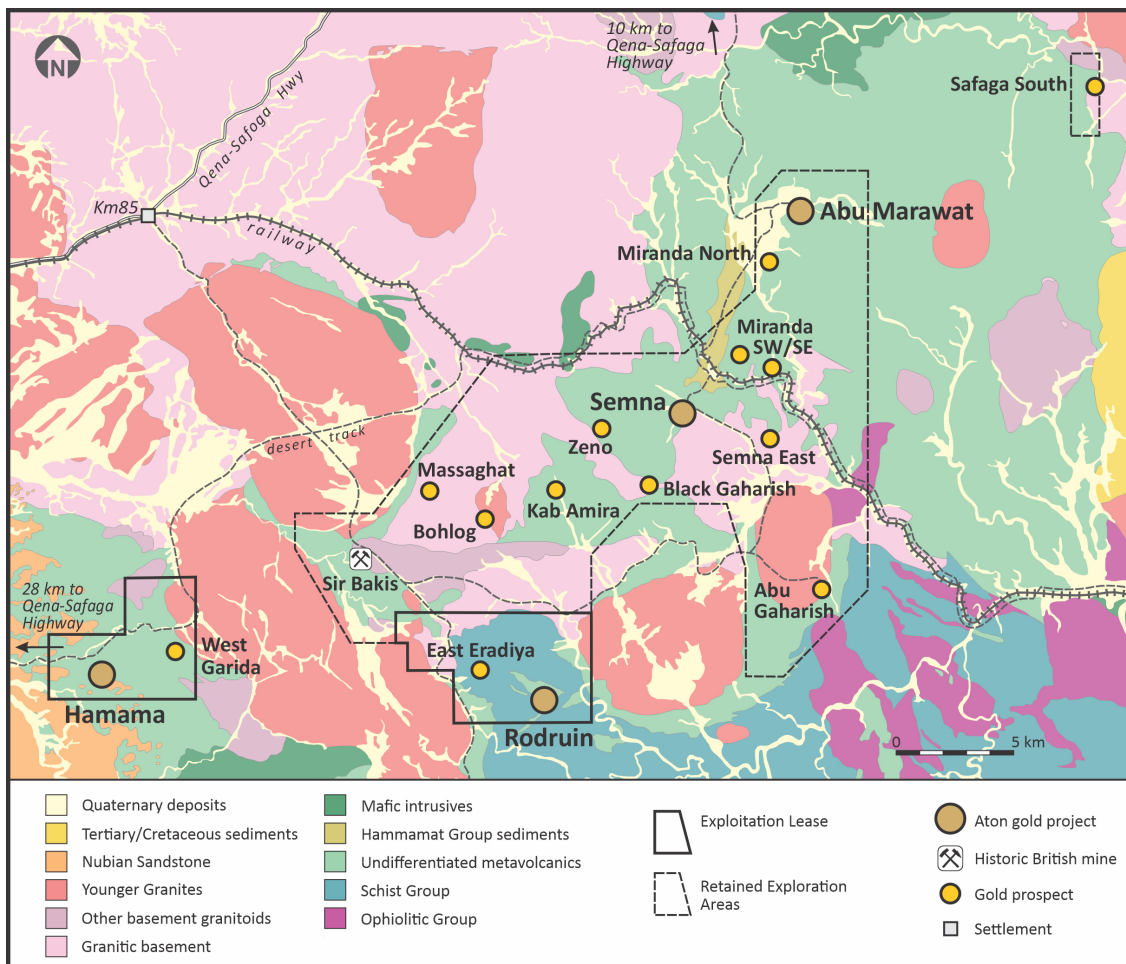 N
10 km to
Qena-Safaga
Highway
Safaga South
Qena-Safoga Hwy
Km85
railway
Abu Marawat
Miranda North
Miranda
SW/SE
Semna
Zeno
Semna East
desert track
Massaghat
Kab Amira
Black Gaharish
Bohlog
Sir Bakis
28 km to
Qena-Safaga
Highway
Abu
Gaharish
West
Garida
East Eradiya
Hamama
Rodruin
0 5 km
Quaternary deposits
Tertiary/Cretaceous sediments
Nubian Sandstone
Younger Granites
Other basement granitoids
Granitic basement
Mafic intrusives
Hammamat Group sediments
Undifferentiated metavolcanics
Schist Group
Ophiolitic Group
Exploitation Lease
Retained Exploration
Areas
Aton gold project
Historic British mine
Gold prospect
Settlement